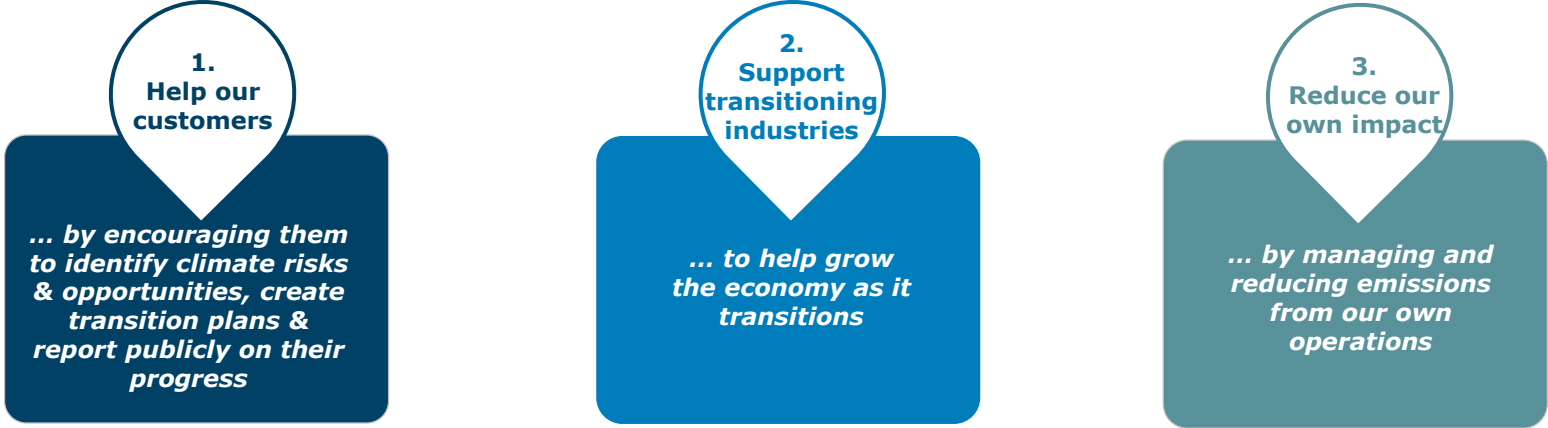 1.
Help our
customers
... by encouraging them
to identify climate risks
& opportunities, create
transition plans &
report publicly on their
progress
2.
Support
transitioning
industries
... to help grow
the economy as it
transitions
3.
Reduce our
own impact
... by managing and
reducing emissions
from our own
operations